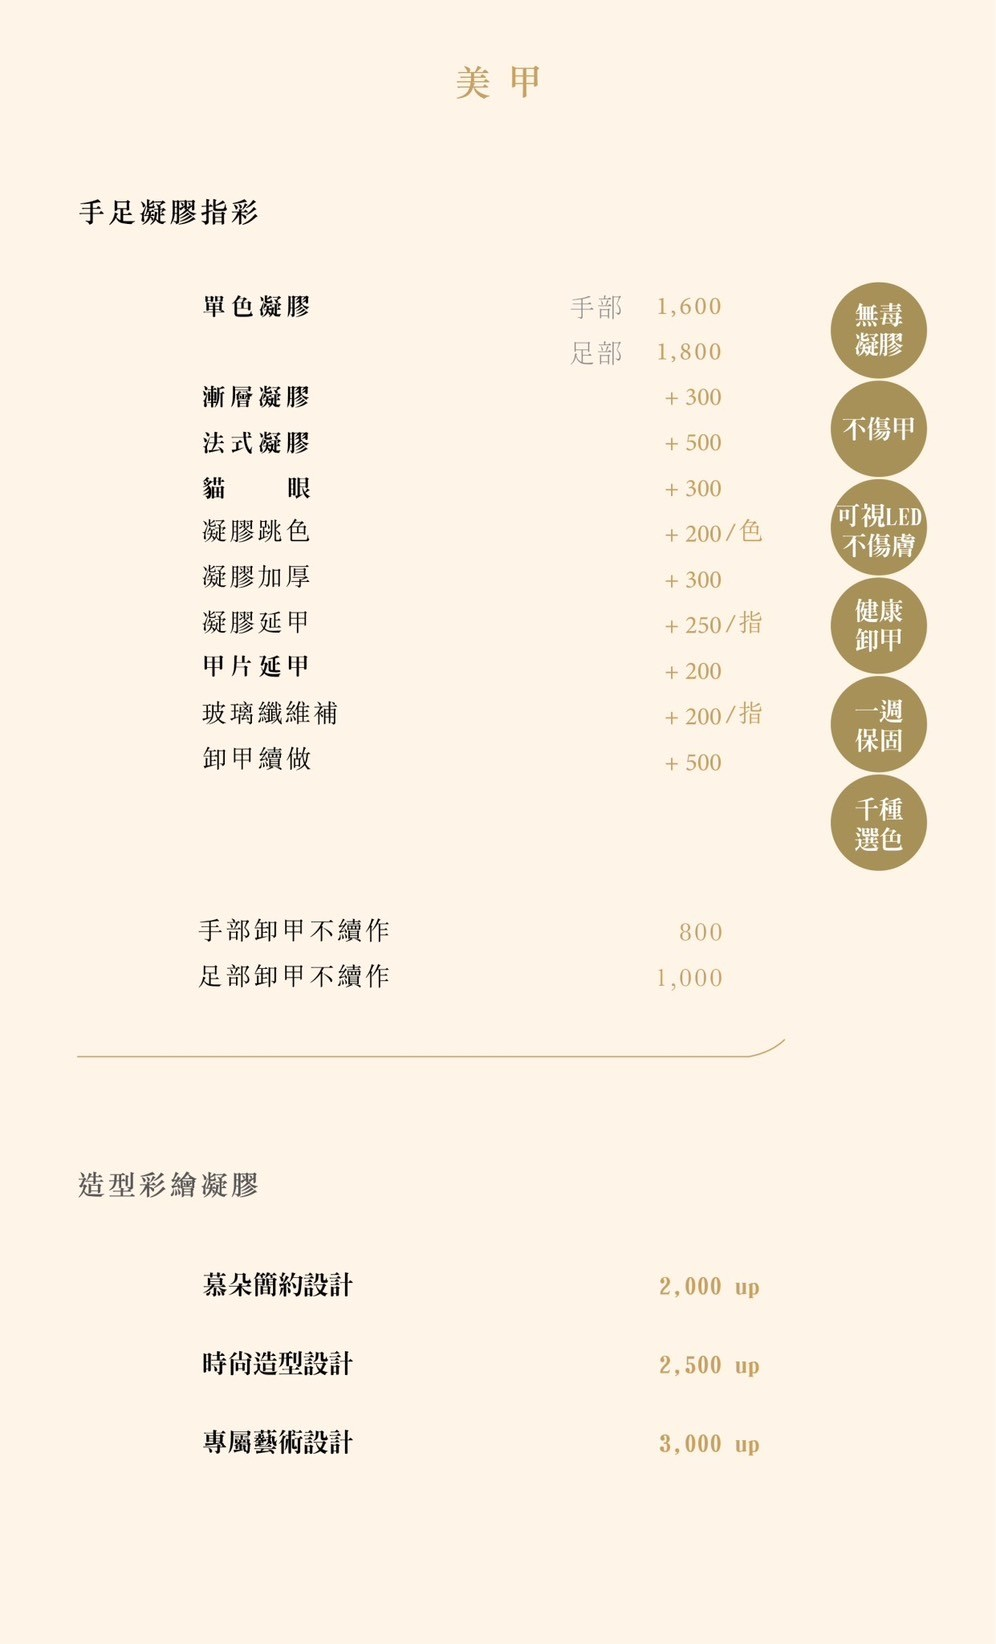 美甲
手足凝膠指彩
單色凝膠 手部 1,600
足部 1,800
漸層凝膠 + 300
法式凝膠 + 500
貓 眼 + 300
凝膠跳色 + 200/色
凝膠加厚 + 300
凝膠延甲 + 250/指
甲片延甲 + 200
玻璃纖維補 + 200/指
卸甲續做 + 500
手部卸甲不續作 800
足部卸甲不續作 1,000
無毒
凝膠
不傷甲
可視LED
不傷膚
健康
卸甲
一週
保固
千種
選色
造型彩繪凝膠
慕朵簡約設計 2,000 up
時尚造型設計 2,500 up
專屬藝術設計 3,000 up